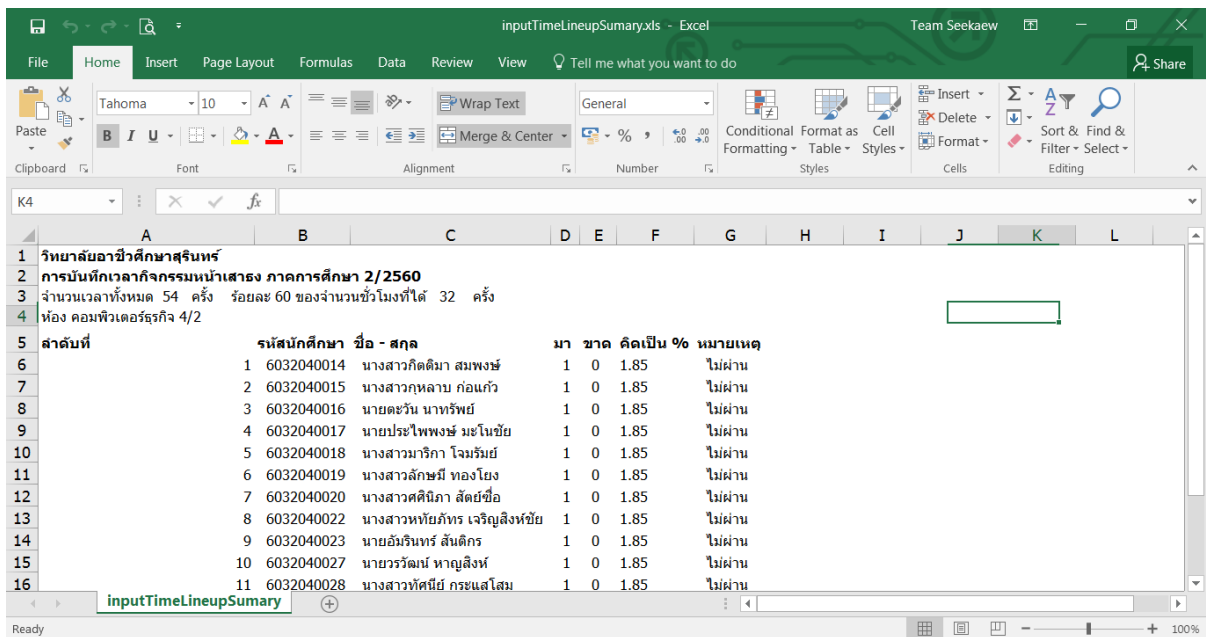 inputTimeLineupSumary.xls - Excel Team Seekaew
File Home Insert Page Layout Formulas Data Review View Tell me what you want to do Share
Paste Tahoma 10 A A Wrap Text General Conditional Formatting Format as Table Cell Styles Insert Delete Format Sort & Filter Find & Select
B I U A Merge & Center % , .0 .00 .00 .0
Clipboard Font Alignment Number Styles Cells Editing
K4 fx
A B C D E F G H I J K L
1 วิทยาลัยอาชีวศึกษาสุรินทร์
2 การบันทึกเวลากิจกรรมหน้าเสาธง ภาคการศึกษา 2/2560
3 จำนวนเวลาทั้งหมด 54 ครั้ง ร้อยละ 60 ของจำนวนชั่วโมงที่ได้ 32 ครั้ง
4 ห้อง คอมพิวเตอร์ธุรกิจ 4/2
5 ลำดับที่ รหัสนักศึกษา ชื่อ - สกุล มา ขาด คิดเป็น % หมายเหตุ
6 1 6032040014 นางสาวกิตติมา สมพงษ์ 1 0 1.85 ไม่ผ่าน
7 2 6032040015 นางสาวกุหลาบ ก่อแก้ว 1 0 1.85 ไม่ผ่าน
8 3 6032040016 นายตะวัน นาทรัพย์ 1 0 1.85 ไม่ผ่าน
9 4 6032040017 นายประไพพงษ์ มะโนชัย 1 0 1.85 ไม่ผ่าน
10 5 6032040018 นางสาวมาริกา โจมรัมย์ 1 0 1.85 ไม่ผ่าน
11 6 6032040019 นางสาวลักษมี ทองโยง 1 0 1.85 ไม่ผ่าน
12 7 6032040020 นางสาวศศินิภา สัตย์ซื่อ 1 0 1.85 ไม่ผ่าน
13 8 6032040022 นางสาวหทัยภัทร เจริญสิงห์ชัย 1 0 1.85 ไม่ผ่าน
14 9 6032040023 นายอัมรินทร์ สันติกร 1 0 1.85 ไม่ผ่าน
15 10 6032040027 นายวรวัฒน์ หาญสิงห์ 1 0 1.85 ไม่ผ่าน
16 11 6032040028 นางสาวทัศนีย์ กระแสโสม 1 0 1.85 ไม่ผ่าน
inputTimeLineupSumary
Ready 100%